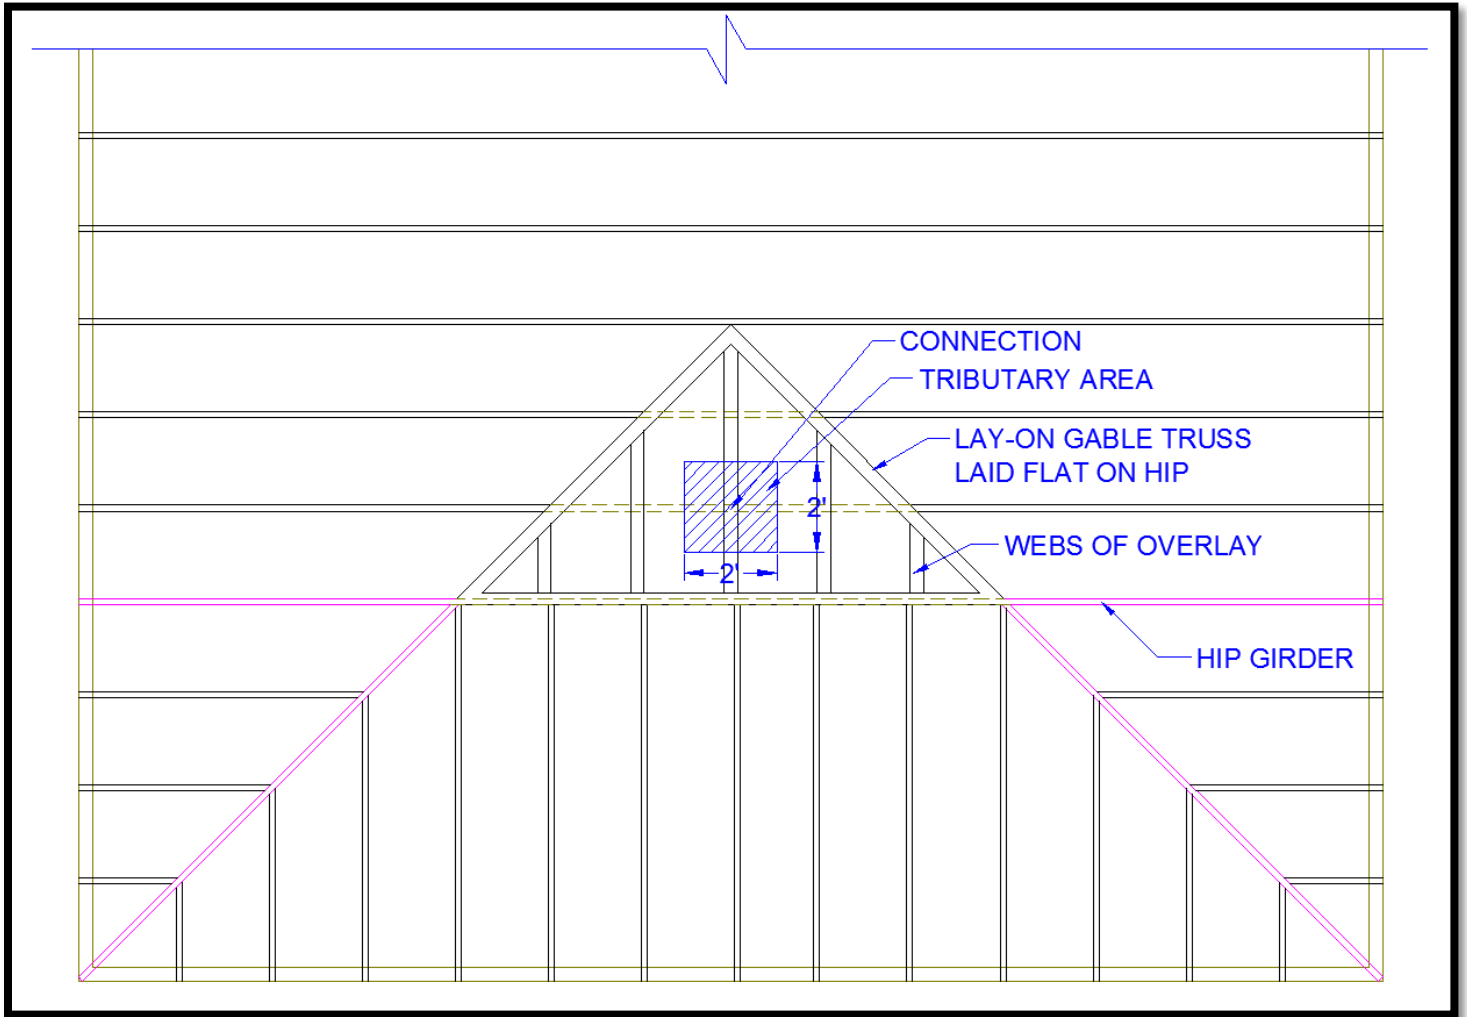 CONNECTION
TRIBUTARY AREA
LAY-ON GABLE TRUSS
LAID FLAT ON HIP
2'
WEBS OF OVERLAY
2'
HIP GIRDER